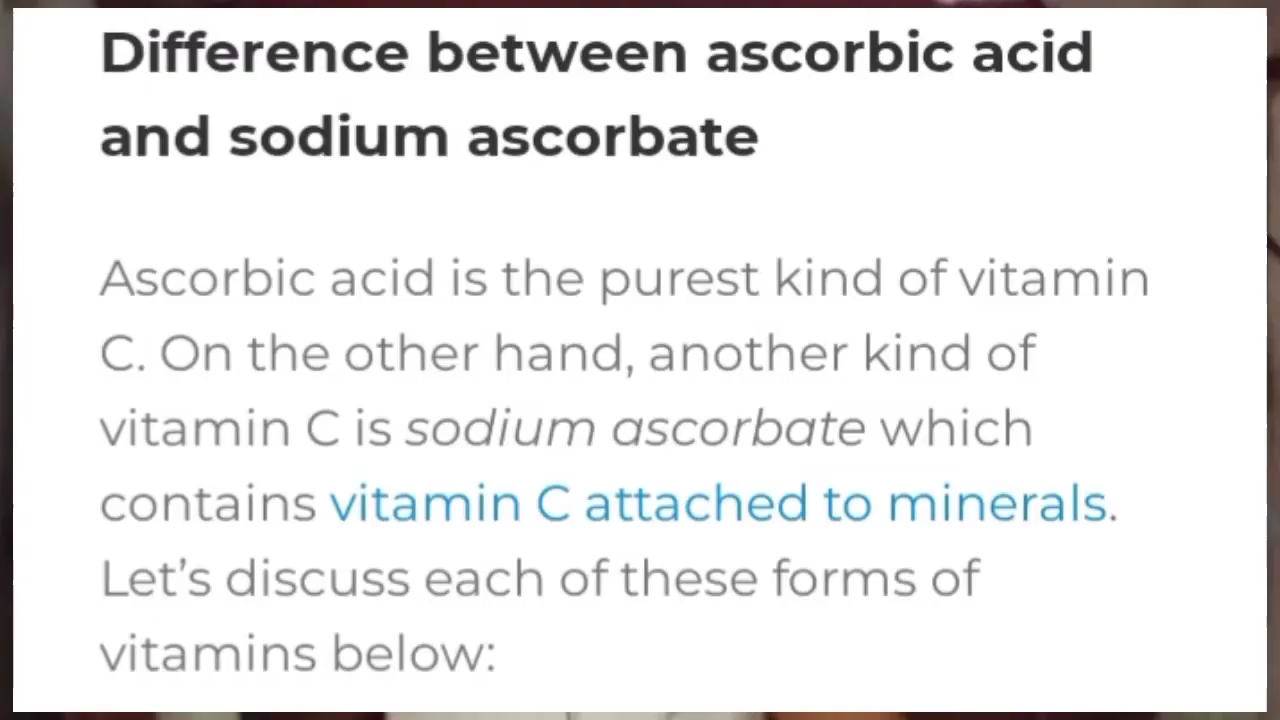 Difference between ascorbic acid
and sodium ascorbate
Ascorbic acid is the purest kind of vitamin
C. On the other hand, another kind of
vitamin C is sodium ascorbate which
contains vitamin C attached to minerals.
Let’s discuss each of these forms of
vitamins below: